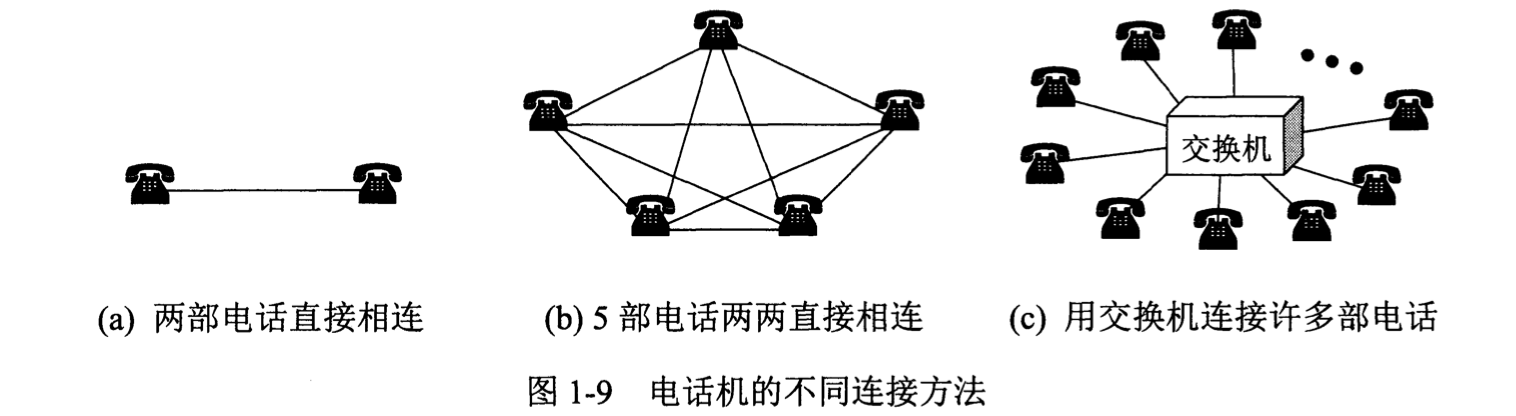 交换机
(a) 两部电话直接相连
(b) 5 部电话两两直接相连
(c) 用交换机连接许多部电话
图 1-9 电话机的不同连接方法